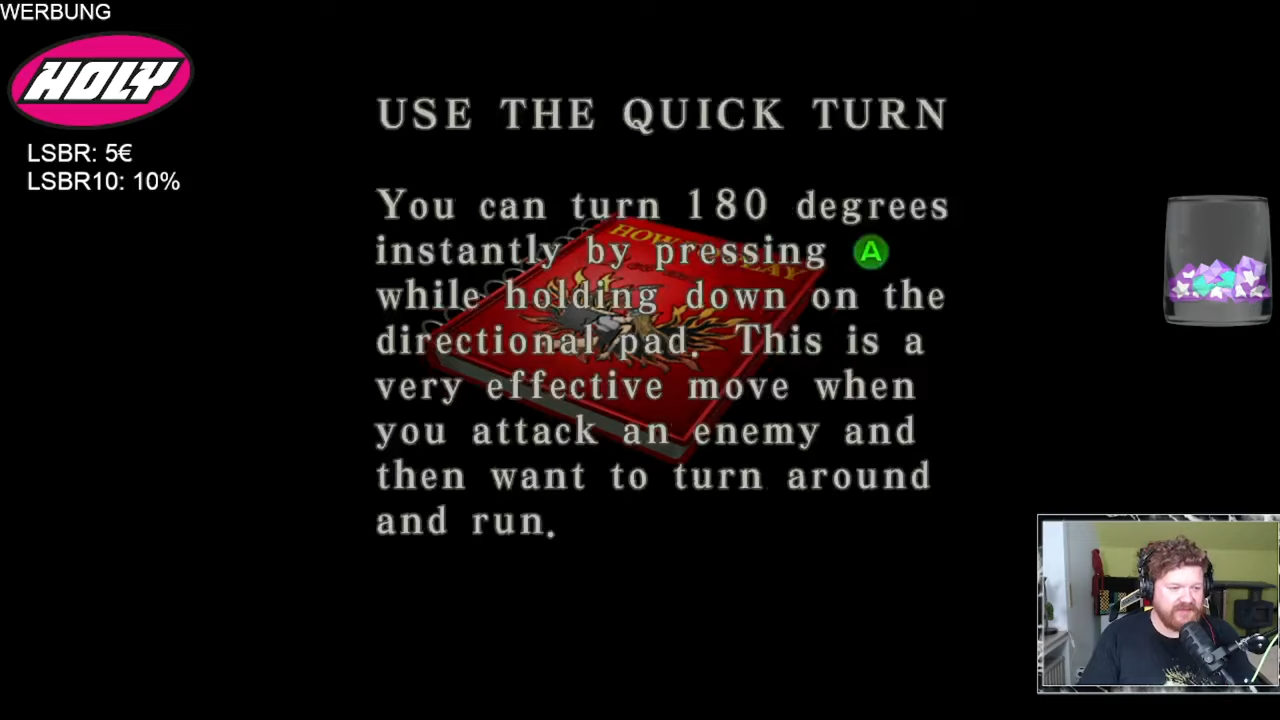 WERBUNG
HOLY
LSBR: 5€
LSBR10: 10%
USE THE QUICK TURN
You can turn 180 degrees
instantly by pressing A
while holding down on the
directional pad. This is a
very effective move when
you attack an enemy and
then want to turn around
and run.